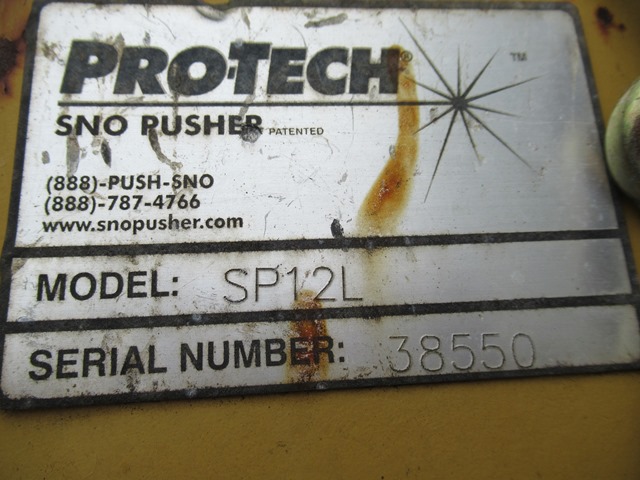 PRO-TECH®
™
SNO PUSHER PATENTED
(888)-PUSH-SNO
(888)-787-4766
www.snopusher.com
MODEL: SP12L
SERIAL NUMBER: 38550